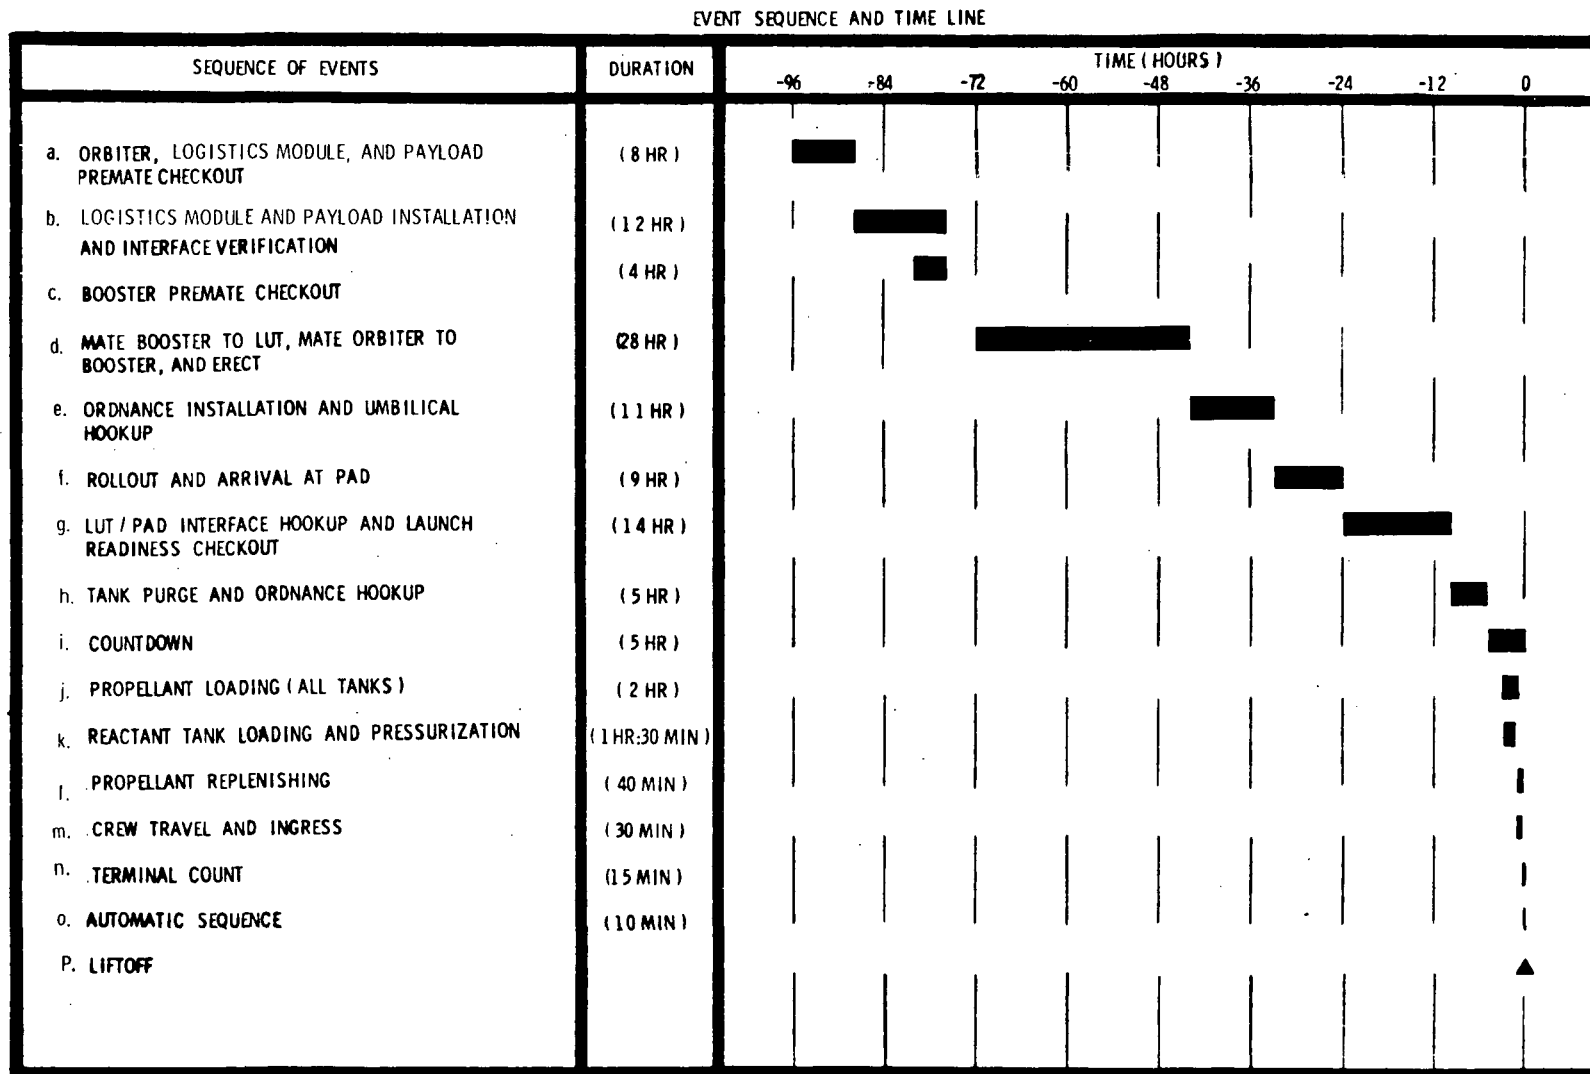 EVENT SEQUENCE AND TIME LINE
SEQUENCE OF EVENTS
DURATION
TIME (HOURS)
-96 -84 -72 -60 -48 -36 -24 -12 0
a. ORBITER, LOGISTICS MODULE, AND PAYLOAD
PREMATE CHECKOUT
(8 HR)
b. LOGISTICS MODULE AND PAYLOAD INSTALLATION
AND INTERFACE VERIFICATION
(12 HR)
c. BOOSTER PREMATE CHECKOUT
(4 HR)
d. MATE BOOSTER TO LUT, MATE ORBITER TO
BOOSTER, AND ERECT
(28 HR)
e. ORDNANCE INSTALLATION AND UMBILICAL
HOOKUP
(11 HR)
f. ROLLOUT AND ARRIVAL AT PAD
(9 HR)
g. LUT / PAD INTERFACE HOOKUP AND LAUNCH
READINESS CHECKOUT
(14 HR)
h. TANK PURGE AND ORDNANCE HOOKUP
(5 HR)
i. COUNTDOWN
(5 HR)
j. PROPELLANT LOADING (ALL TANKS)
(2 HR)
k. REACTANT TANK LOADING AND PRESSURIZATION
(1 HR:30 MIN)
l. PROPELLANT REPLENISHING
(40 MIN)
m. CREW TRAVEL AND INGRESS
(30 MIN)
n. TERMINAL COUNT
(15 MIN)
o. AUTOMATIC SEQUENCE
(10 MIN)
P. LIFTOFF